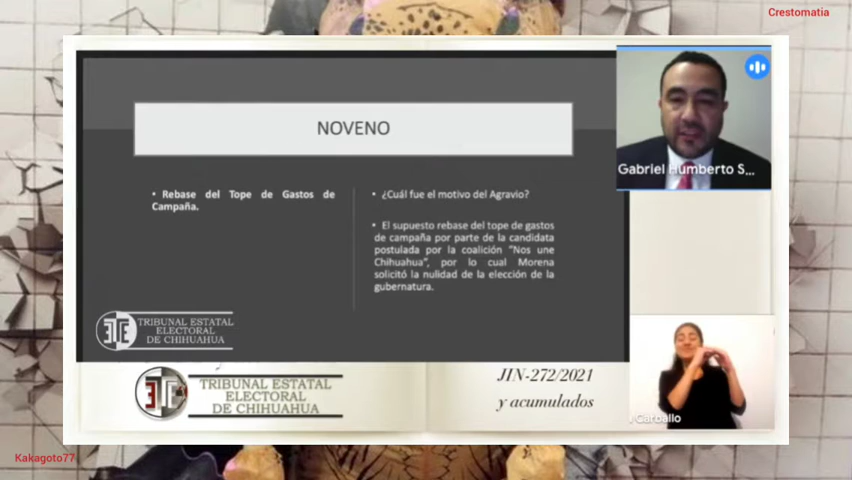 Crestomatia
NOVENO
• Rebase del Tope de Gastos de
Campaña.
• ¿Cuál fue el motivo del Agravio?
• El supuesto rebase del tope de gastos
de campaña por parte de la candidata
postulada por la coalición “Nos une
Chihuahua”, por lo cual Morena
solicitó la nulidad de la elección de la
gubernatura.
Gabriel Humberto S...
TRIBUNAL ESTATAL
ELECTORAL
DE CHIHUAHUA
TRIBUNAL ESTATAL
ELECTORAL
DE CHIHUAHUA
JIN-272/2021
y acumulados
Carballo
Kakagoto77